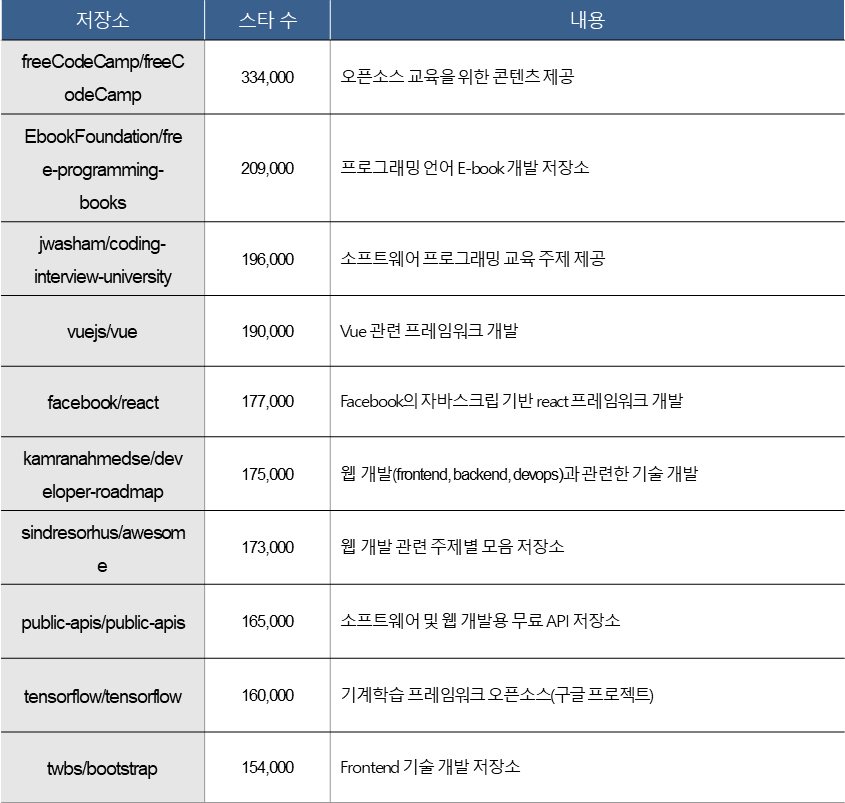 저장소 스타 수 내용
freeCodeCamp/freeC
odeCamp
334,000
오픈소스 교육을 위한 콘텐츠 제공
EbookFoundation/fre
e-programming-
books
209,000
프로그래밍 언어 E-book 개발 저장소
jwasham/coding-
interview-university
196,000
소프트웨어 프로그래밍 교육 주제 제공
vuejs/vue
190,000
Vue 관련 프레임워크 개발
facebook/react
177,000
Facebook의 자바스크립 기반 react 프레임워크 개발
kamranahmedse/dev
eloper-roadmap
175,000
웹 개발(frontend, backend, devops)과 관련한 기술 개발
sindresorhus/awesom
e
173,000
웹 개발 관련 주제별 모음 저장소
public-apis/public-apis
165,000
소프트웨어 및 웹 개발용 무료 API 저장소
tensorflow/tensorflow
160,000
기계학습 프레임워크 오픈소스(구글 프로젝트)
twbs/bootstrap
154,000
Frontend 기술 개발 저장소